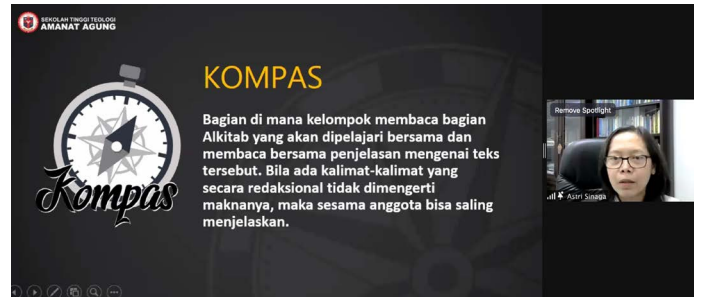 SEKOLAH TINGGI TEOLOGI
AMANAT AGUNG
Kompas
KOMPAS
Bagian di mana kelompok membaca bagian
Alkitab yang akan dipelajari bersama dan
membaca bersama penjelasan mengenai teks
tersebut. Bila ada kalimat-kalimat yang
secara redaksional tidak dimengerti
maknanya, maka sesama anggota bisa saling
menjelaskan.
Remove Spotlight
Astri Sinaga